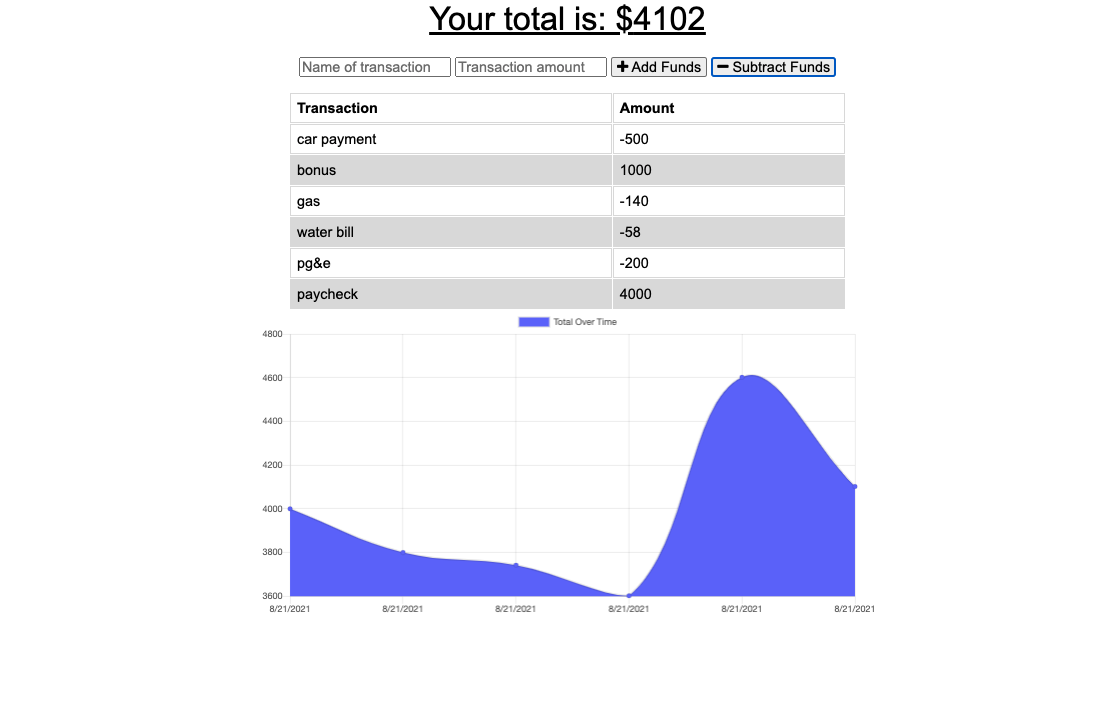 Your total is: $4102
Name of transaction Transaction amount Add Funds Subtract Funds
Transaction Amount
car payment -500
bonus 1000
gas -140
water bill -58
pg&e -200
paycheck 4000
Total Over Time
4800
4600
4400
4200
4000
3800
3600
8/21/2021 8/21/2021 8/21/2021 8/21/2021 8/21/2021 8/21/2021